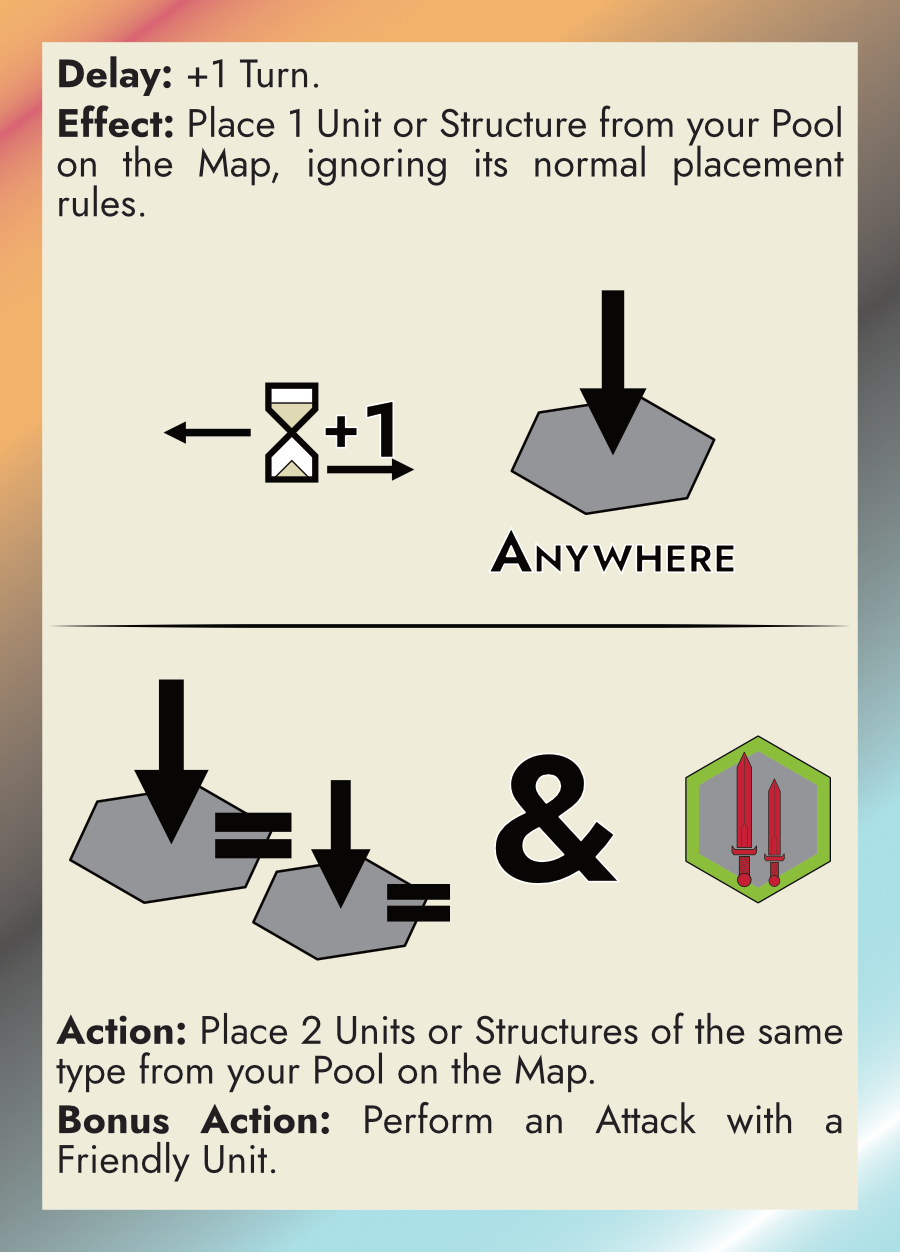 Delay: +1 Turn.
Effect: Place 1 Unit or Structure from your Pool
on the Map, ignoring its normal placement
rules.
+1
Anywhere
&
Action: Place 2 Units or Structures of the same
type from your Pool on the Map.
Bonus Action: Perform an Attack with a
Friendly Unit.